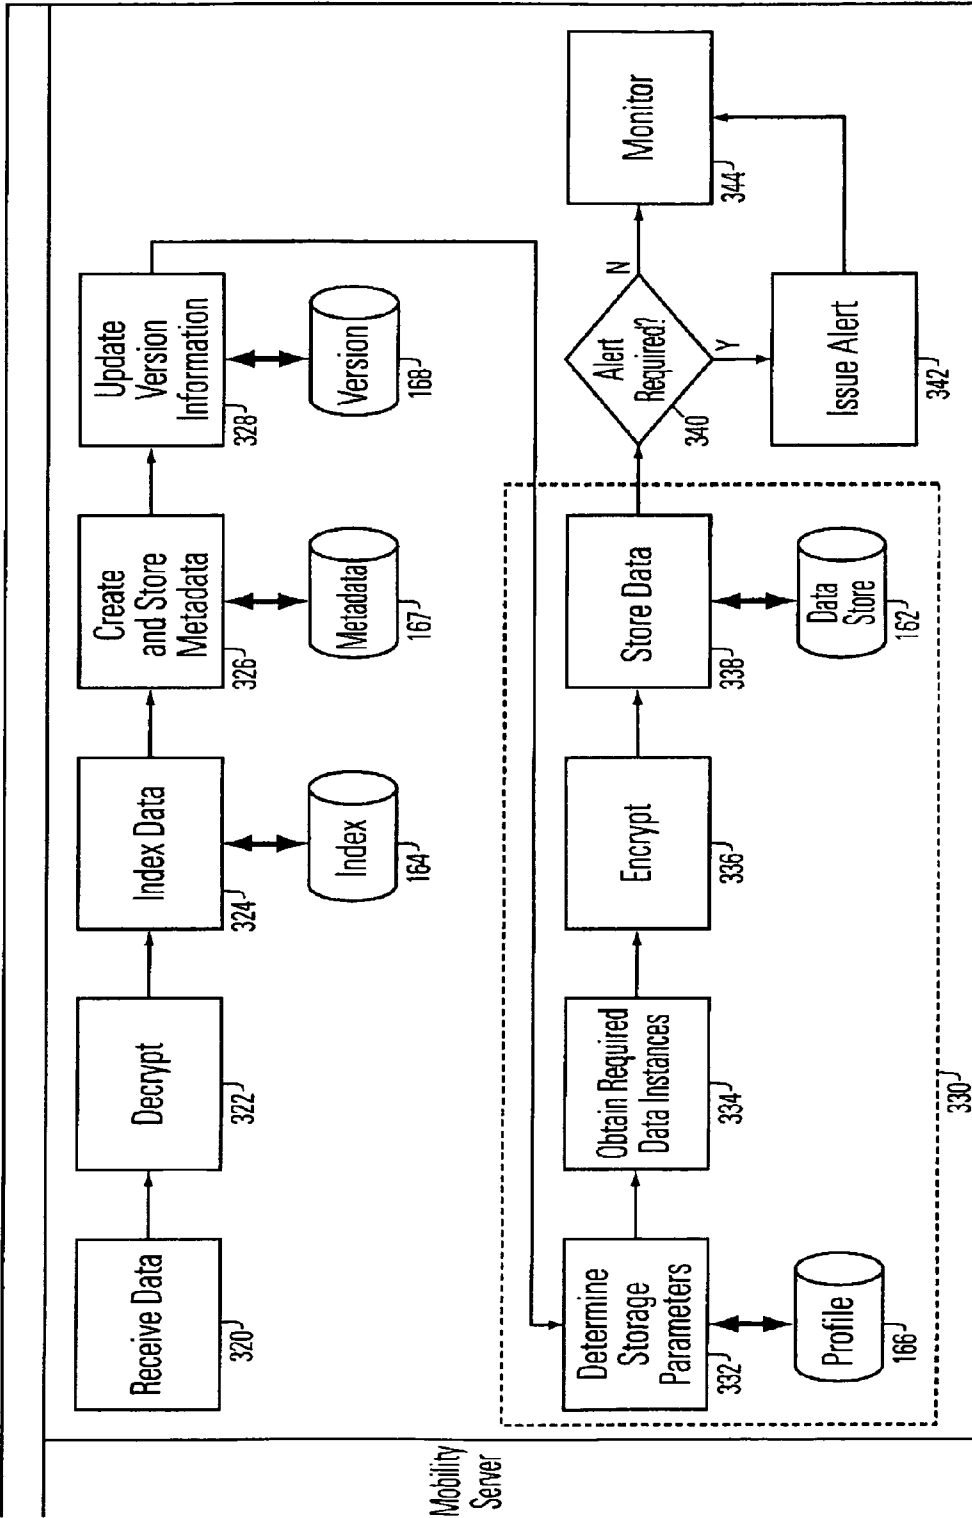 Mobility
Server
Receive Data
320
Decrypt
322
Index Data
324
Index
164
Create
and Store
Metadata
326
Metadata
167
Update
Version
Information
328
Version
168
Determine
Storage
Parameters
332
Profile
166
Obtain Required
Data Instances
334
Encrypt
336
Store Data
338
Data
Store
162
330
Alert
Required?
340
N
Y
Issue Alert
342
Monitor
344